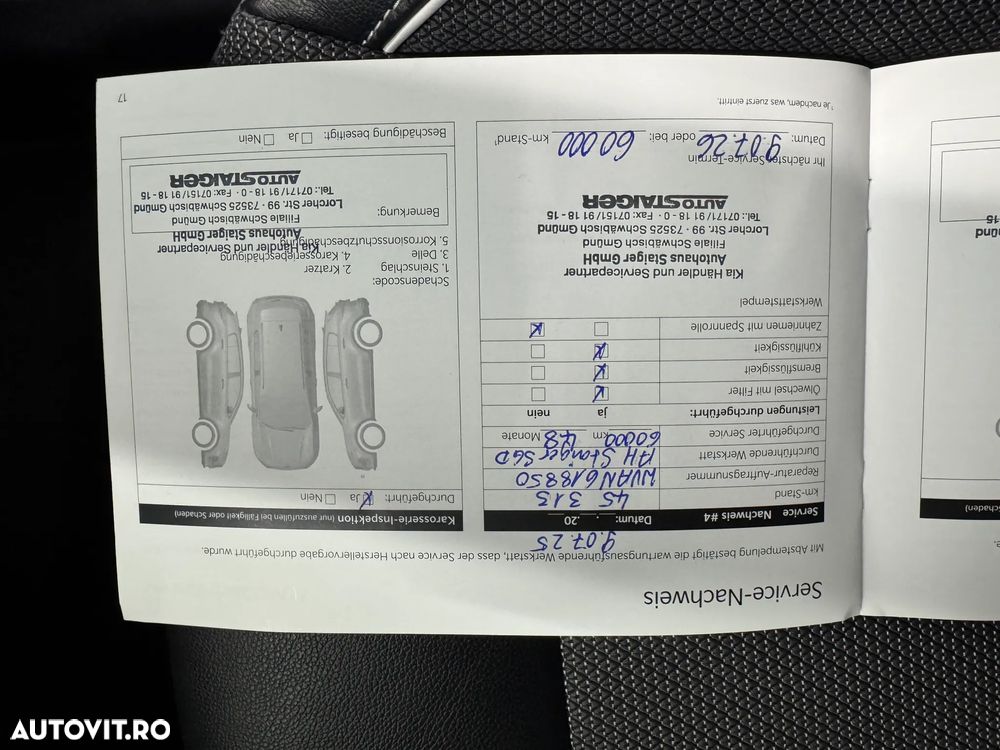 Service-Nachweis
Mit Abstempelung bestätigt die wartungsausführende Werkstatt, dass der Service nach Herstellervorgabe durchgeführt wurde.
9.07.25
Service Nachweis #4 Datum: __.__.20__
km-Stand 45 313
Reparatur-Auftragsnummer WVAN618850
Durchführende Werkstatt AH Staiger SGD
Durchgeführter Service 60000 km 48 Monate
Leistungen durchgeführt: ja nein
Ölwechsel mit Filter
Bremsflüssigkeit
Kühlflüssigkeit
Zahnriemen mit Spannrolle
Werkstattstempel
Kia Händler und Servicepartner
Autohaus Staiger GmbH
Filiale Schwäbisch Gmünd
Lorcher Str. 99 · 73525 Schwäbisch Gmünd
Tel.: 07171/91 18 - 0 · Fax: 07151/91 18 - 15
AUTOSTAIGER
Ihr nächster Service-Termin
Datum: 9.07.26 oder bei: 60000 km-Stand¹
¹Je nachdem, was zuerst eintritt.
Karosserie-Inspektion (nur auszufüllen bei Fälligkeit oder Schaden)
Durchgeführt: Ja Nein
Schadenscode:
1. Steinschlag 2. Kratzer
3. Delle 4. Karosseriebeschädigung
5. Korrosionsschutzbeschädigung
Kia Händler und Servicepartner
Autohaus Staiger GmbH
Filiale Schwäbisch Gmünd
Bemerkung:
Lorcher Str. 99 · 73525 Schwäbisch Gmünd
Tel.: 07171/91 18 - 0 · Fax: 07151/91 18 - 15
AUTOSTAIGER
Beschädigung beseitigt: Ja Nein
17
AUTOVIT.RO